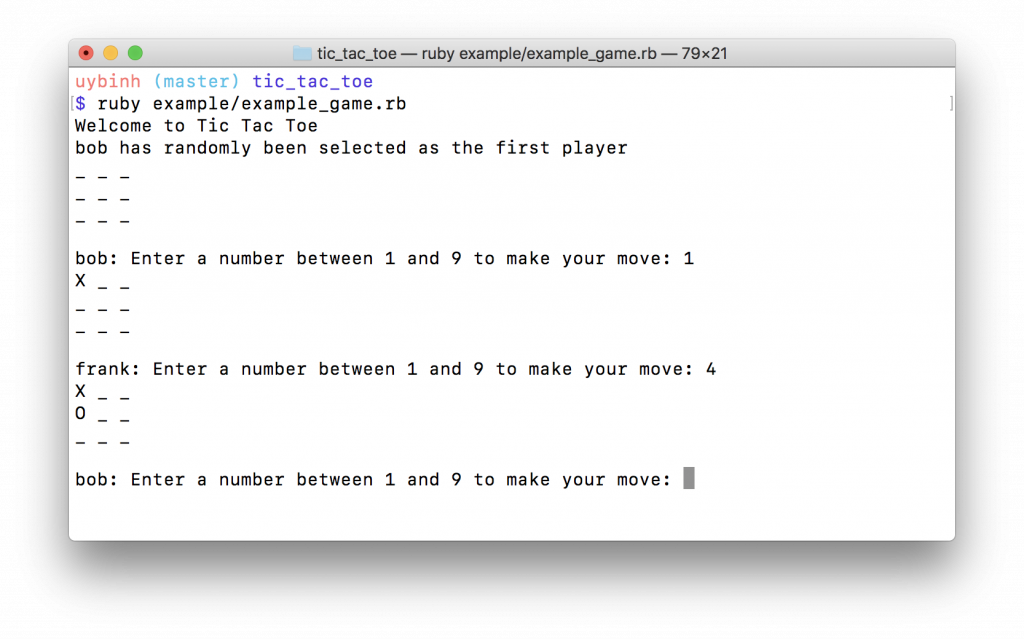 tic_tac_toe — ruby example/example_game.rb — 79×21
uybinh (master) tic_tac_toe
[$ ruby example/example_game.rb ]
Welcome to Tic Tac Toe
bob has randomly been selected as the first player
_ _ _
_ _ _
_ _ _
bob: Enter a number between 1 and 9 to make your move: 1
X _ _
_ _ _
_ _ _
frank: Enter a number between 1 and 9 to make your move: 4
X _ _
O _ _
_ _ _
bob: Enter a number between 1 and 9 to make your move: